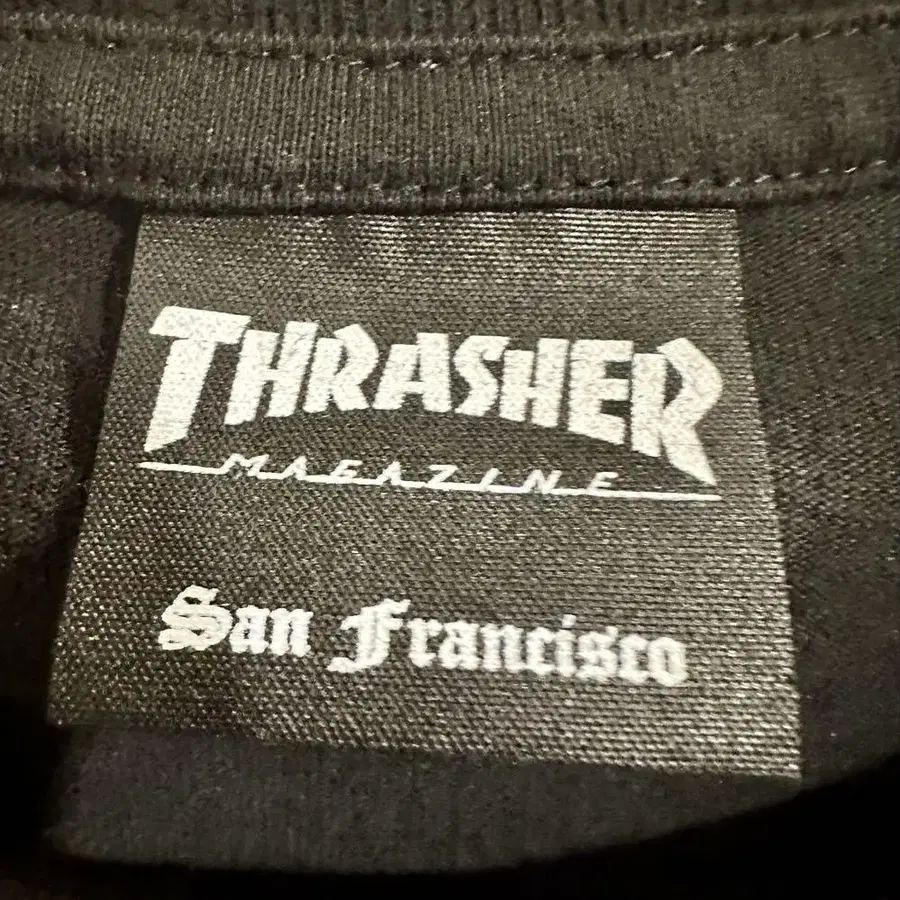 THRASHER
MAGAZINE
San Francisco